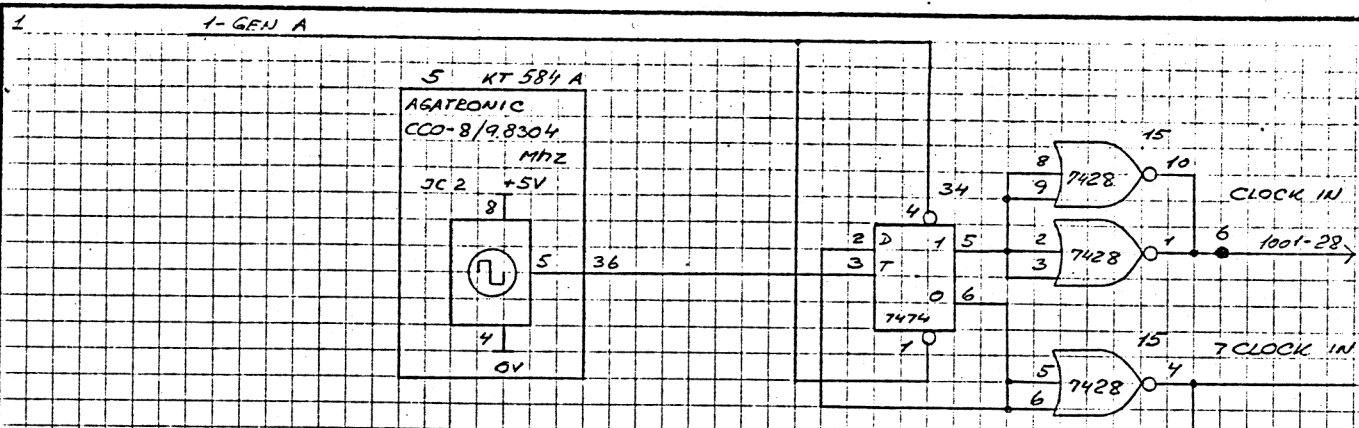 1 1-GEN A
5 KT 584 A
AGATRONIC
CCO-8/9.8304
MHZ
JC 2 +5V
8
5 36
4
0V
34
4
2 D 1 5
3 T
0 6
7474
1
15
8 7428 10
9
CLOCK IN
2 7428 1 6 1001-28
3
15
7 CLOCK IN
5 7428 4
6